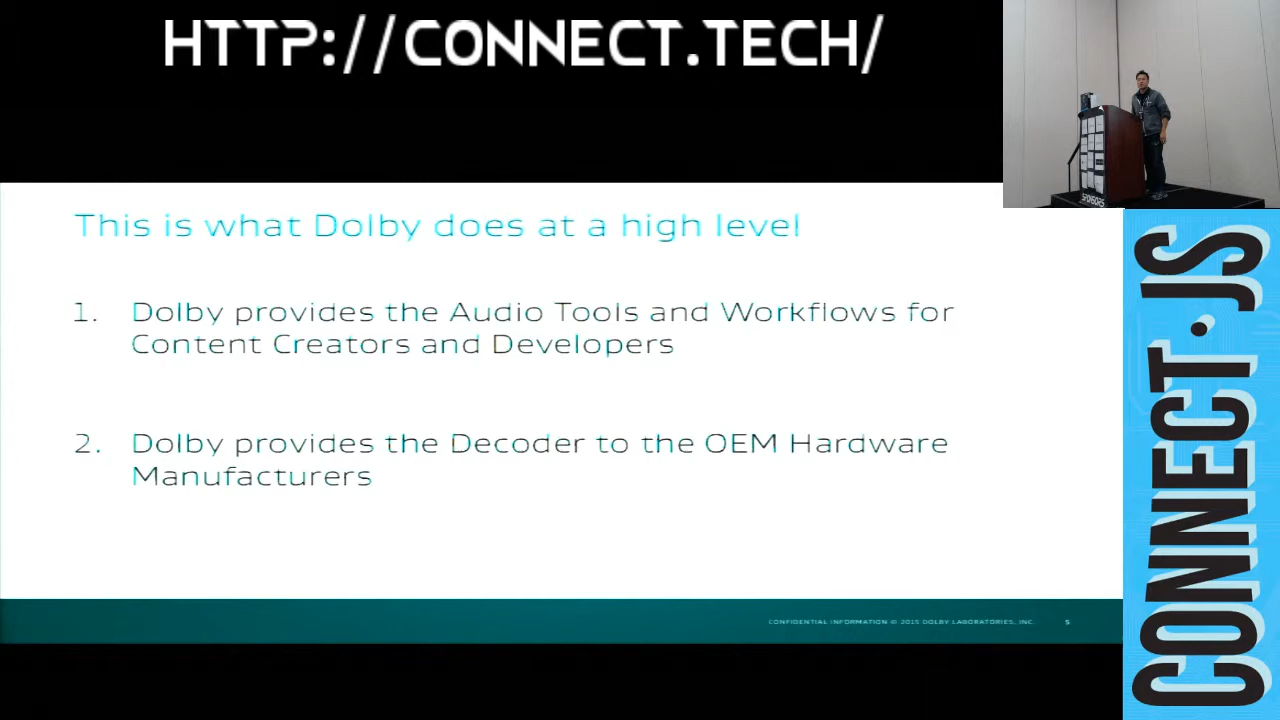 HTTP://CONNECT.TECH/
This is what Dolby does at a high level
1. Dolby provides the Audio Tools and Workflows for
Content Creators and Developers
2. Dolby provides the Decoder to the OEM Hardware
Manufacturers
CONFIDENTIAL INFORMATION © 2015 DOLBY LABORATORIES, INC.
5
SPONSORS
CONNECT.JS